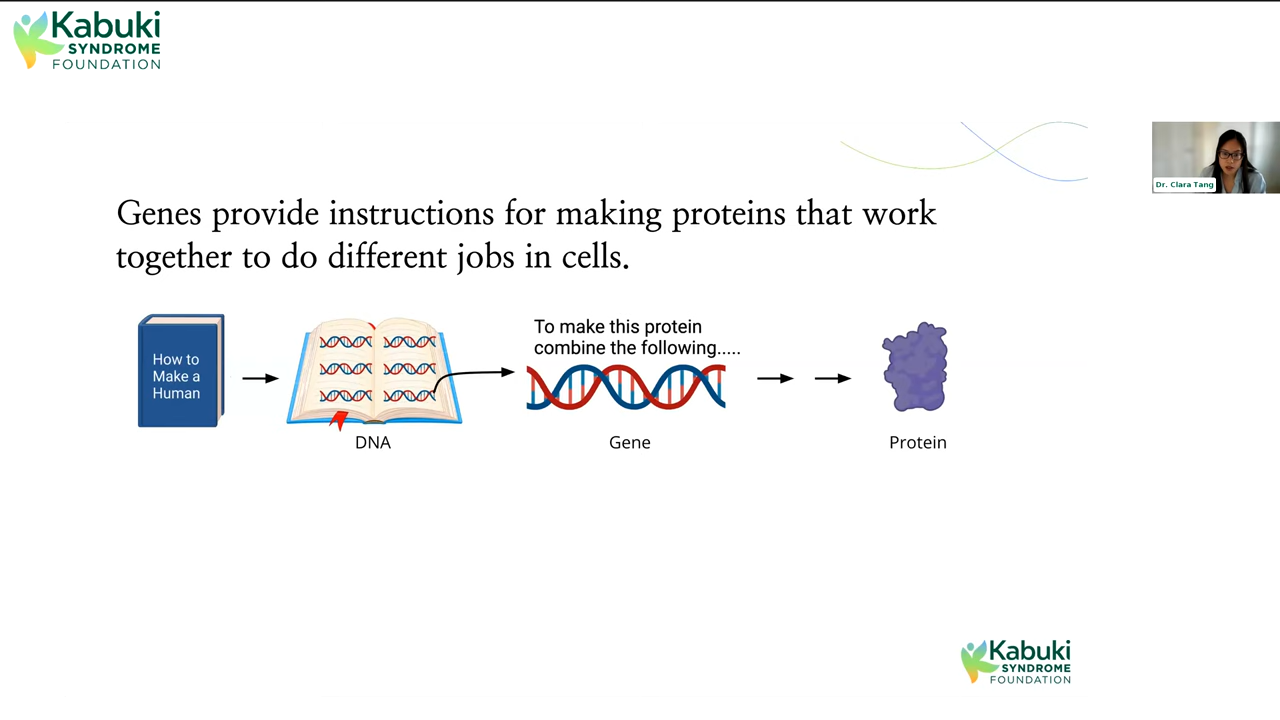 Kabuki
SYNDROME
FOUNDATION
Dr. Clara Tang
Genes provide instructions for making proteins that work
together to do different jobs in cells.
How to
Make a
Human
To make this protein
combine the following.....
DNA
Gene
Protein
Kabuki
SYNDROME
FOUNDATION